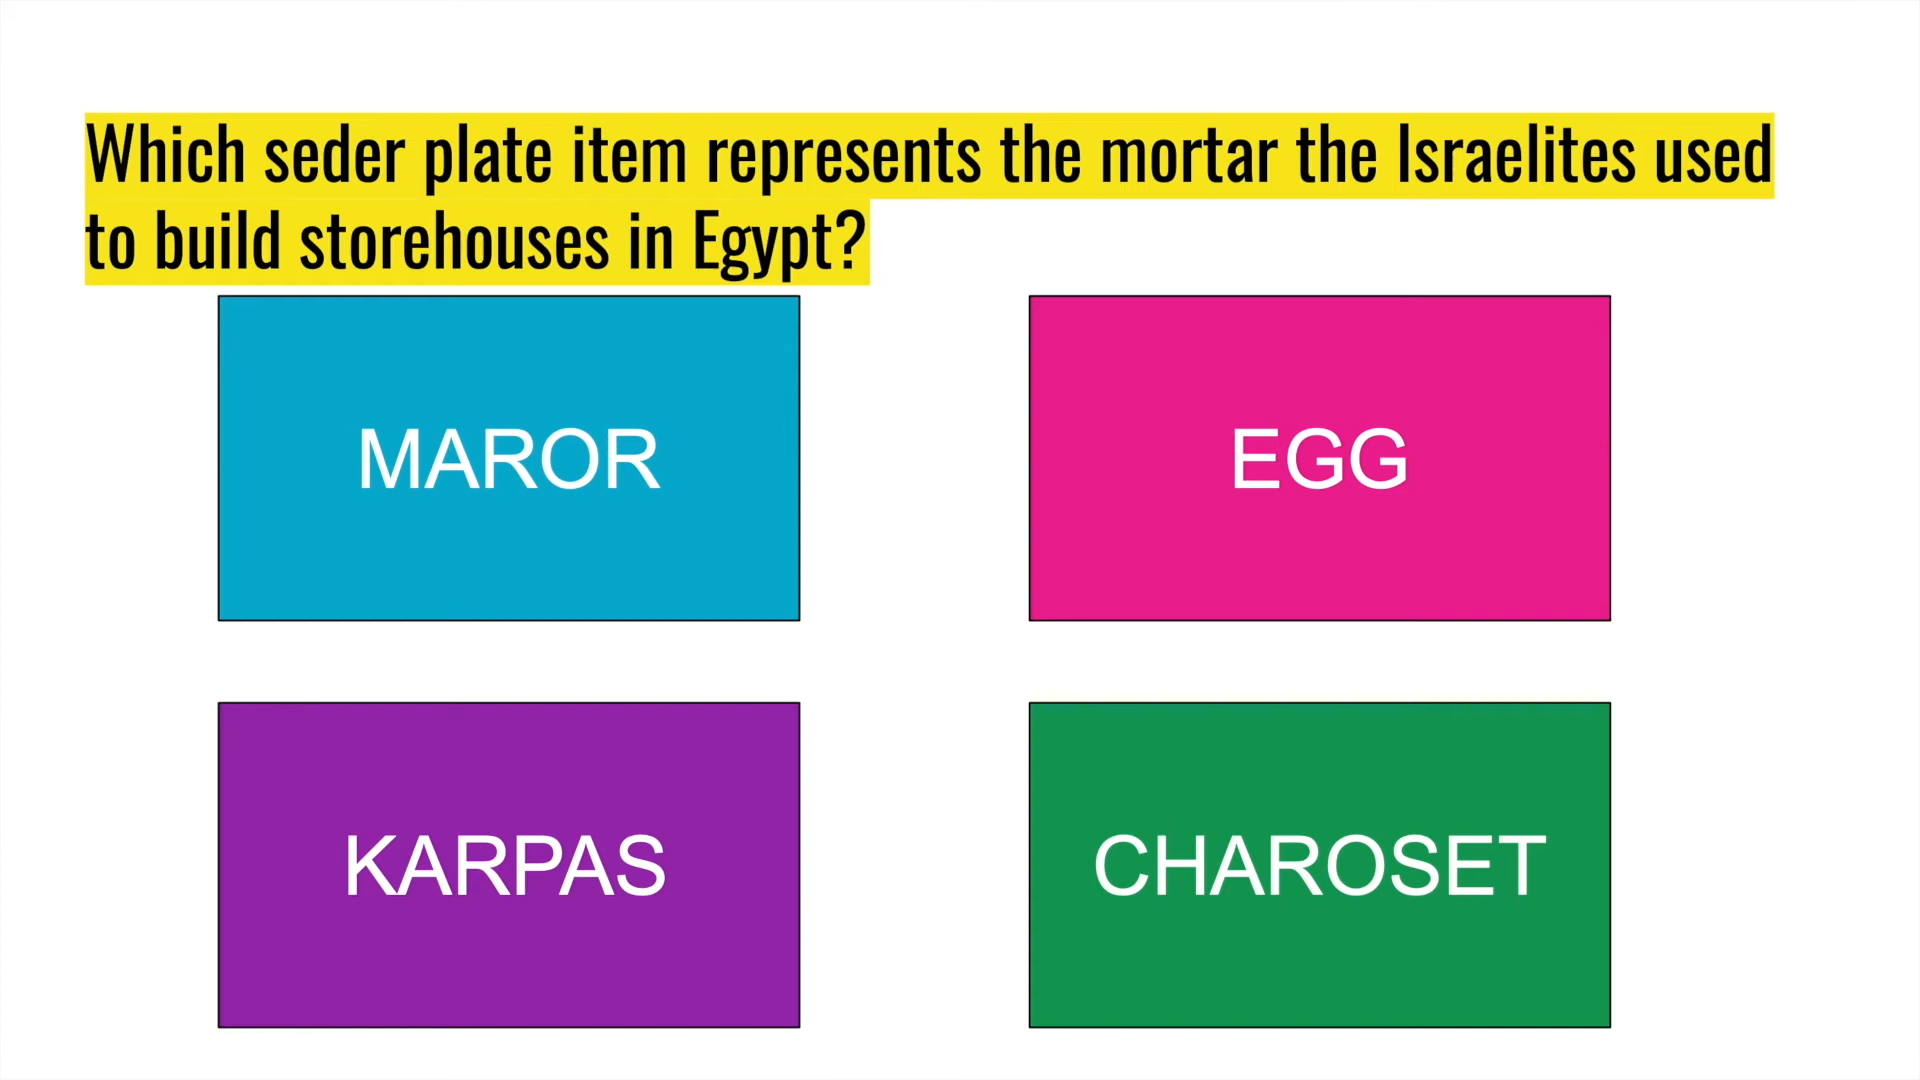 Which seder plate item represents the mortar the Israelites used
to build storehouses in Egypt?
MAROR
EGG
KARPAS
CHAROSET